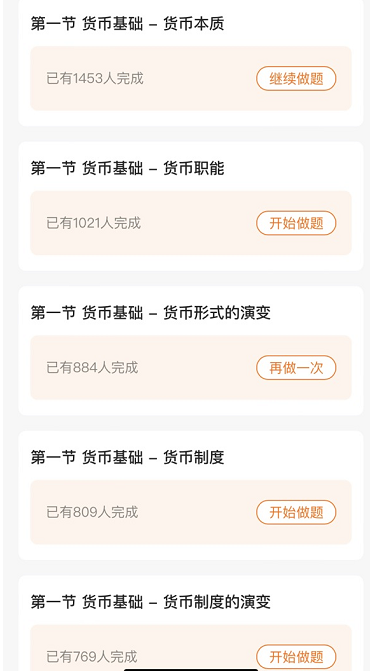 第一节 货币基础 – 货币本质
已有1453人完成 继续做题
第一节 货币基础 – 货币职能
已有1021人完成 开始做题
第一节 货币基础 – 货币形式的演变
已有884人完成 再做一次
第一节 货币基础 – 货币制度
已有809人完成 开始做题
第一节 货币基础 – 货币制度的演变
已有769人完成 开始做题